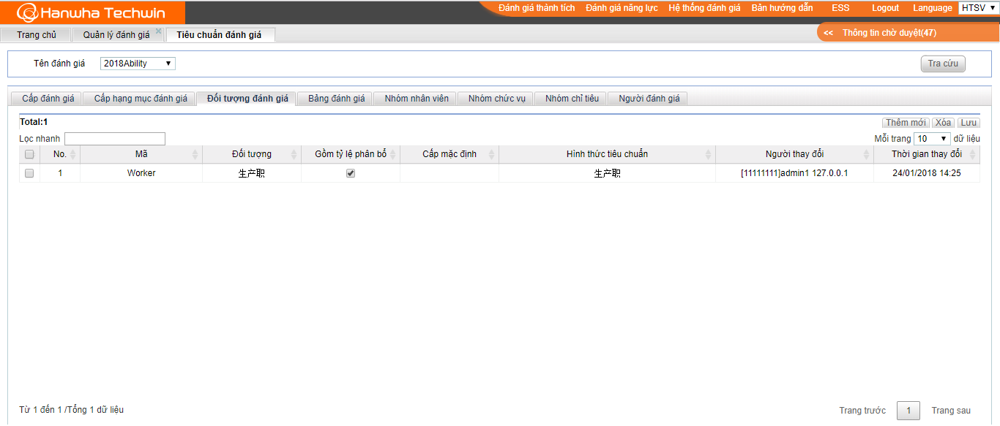 Hanwha Techwin
Đánh giá thành tích Đánh giá năng lực Hệ thống đánh giá Bản hướng dẫn ESS Logout Language HTSV
Trang chủ Quản lý đánh giá Tiêu chuẩn đánh giá
<< Thông tin chờ duyệt(47)
Tên đánh giá 2018Ability Tra cứu
Cấp đánh giá Cấp hạng mục đánh giá Đối tượng đánh giá Bảng đánh giá Nhóm nhân viên Nhóm chức vụ Nhóm chỉ tiêu Người đánh giá
Total:1 Thêm mới Xóa Lưu
Lọc nhanh Mỗi trang 10 dữ liệu
No. Mã Đối tượng Gồm tỷ lệ phân bổ Cấp mặc định Hình thức tiêu chuẩn Người thay đổi Thời gian thay đổi
1 Worker 生产职 生产职 [11111111]admin1 127.0.0.1 24/01/2018 14:25
Từ 1 đến 1 /Tổng 1 dữ liệu Trang trước 1 Trang sau